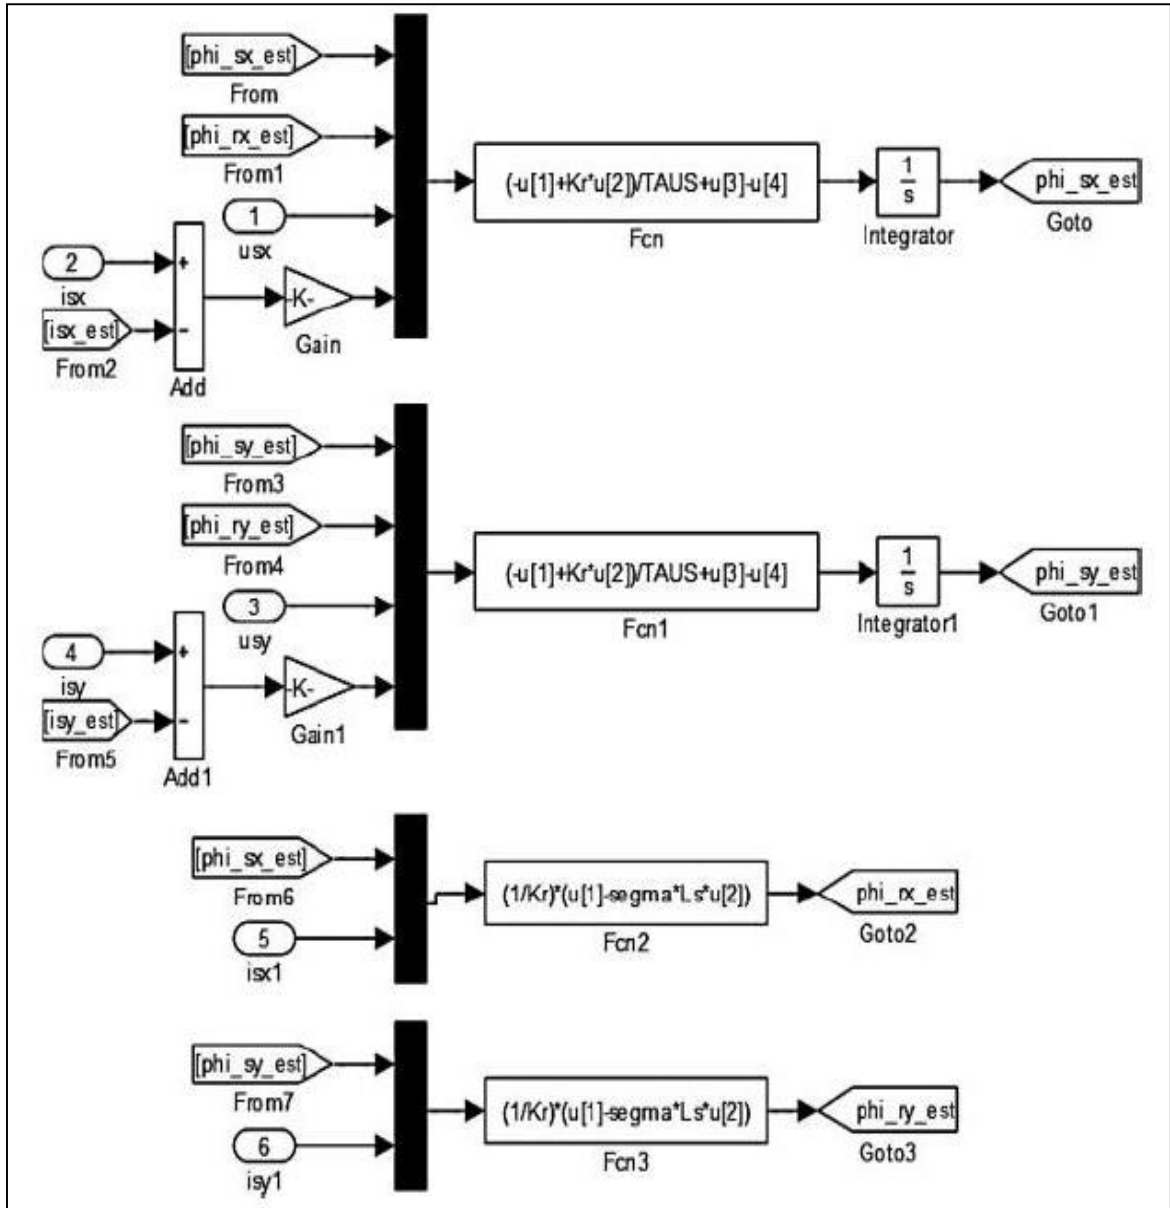 [phi_sx_est]
From
[phi_rx_est]
From1
1
usx
2
isx
[isx_est]
From2
+
-
Add
-K-
Gain
(-u[1]+Kr*u[2])/TAUS+u[3]-u[4]
Fcn
1
s
Integrator
phi_sx_est
Goto
[phi_sy_est]
From3
[phi_ry_est]
From4
3
usy
4
isy
[isy_est]
From5
+
-
Add1
-K-
Gain1
(-u[1]+Kr*u[2])/TAUS+u[3]-u[4]
Fcn1
1
s
Integrator1
phi_sy_est
Goto1
[phi_sx_est]
From6
5
isx1
(1/Kr)*(u[1]-segma*Ls*u[2])
Fcn2
phi_rx_est
Goto2
[phi_sy_est]
From7
6
isy1
(1/Kr)*(u[1]-segma*Ls*u[2])
Fcn3
phi_ry_est
Goto3